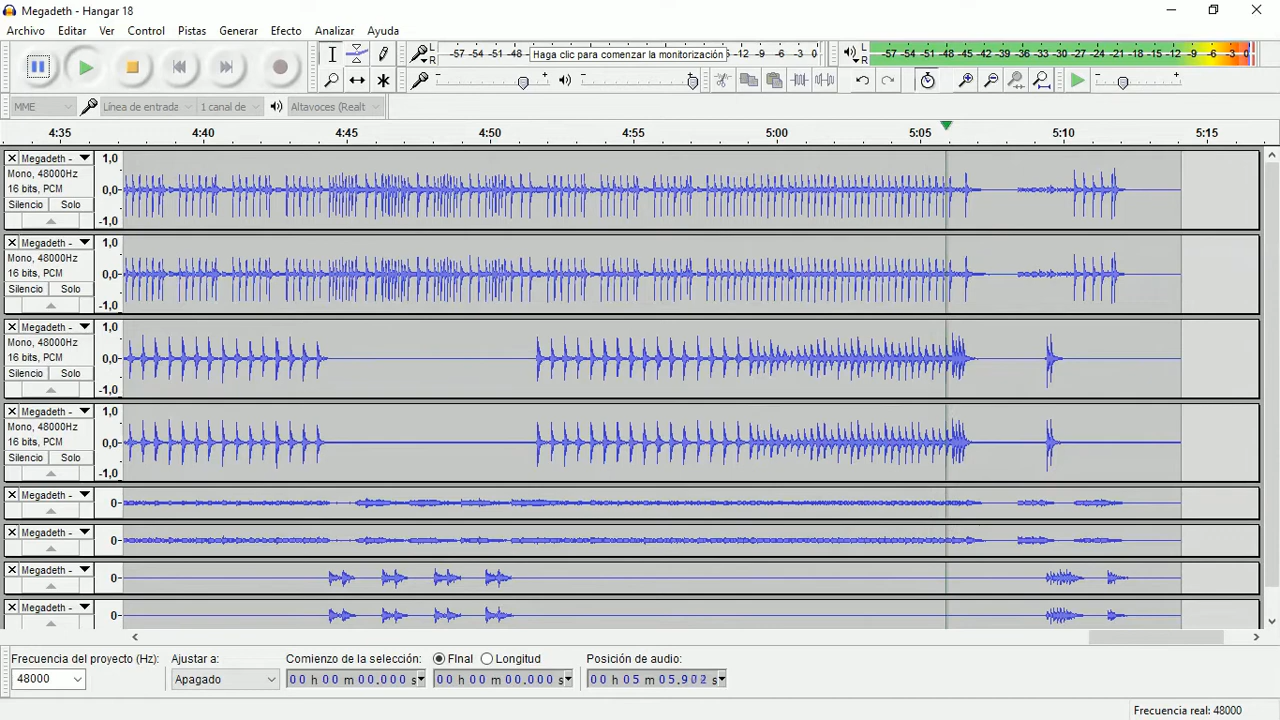 Megadeth - Hangar 18
Archivo Editar Ver Control Pistas Generar Efecto Analizar Ayuda
L R -57 -54 -51 -48 Haga clic para comenzar la monitorización -12 -9 -6 -3 0
L R -57 -54 -51 -48 -45 -42 -39 -36 -33 -30 -27 -24 -21 -18 -15 -12 -9 -6 -3 0
MME Línea de entrada 1 canal de Altavoces (Realt
4:35 4:40 4:45 4:50 4:55 5:00 5:05 5:10 5:15
Megadeth - 1,0
Mono, 48000Hz
16 bits, PCM 0,0
Silencio Solo
-1,0
Megadeth - 1,0
Mono, 48000Hz
16 bits, PCM 0,0
Silencio Solo
-1,0
Megadeth - 1,0
Mono, 48000Hz
16 bits, PCM 0,0
Silencio Solo
-1,0
Megadeth - 1,0
Mono, 48000Hz
16 bits, PCM 0,0
Silencio Solo
-1,0
Megadeth - 0
Megadeth - 0
Megadeth - 0
Megadeth - 0
Frecuencia del proyecto (Hz): Ajustar a: Comienzo de la selección: FInal Longitud Posición de audio:
48000 Apagado 00 h 00 m 00.000 s 00 h 00 m 00.000 s 00 h 05 m 05.902 s
Frecuencia real: 48000